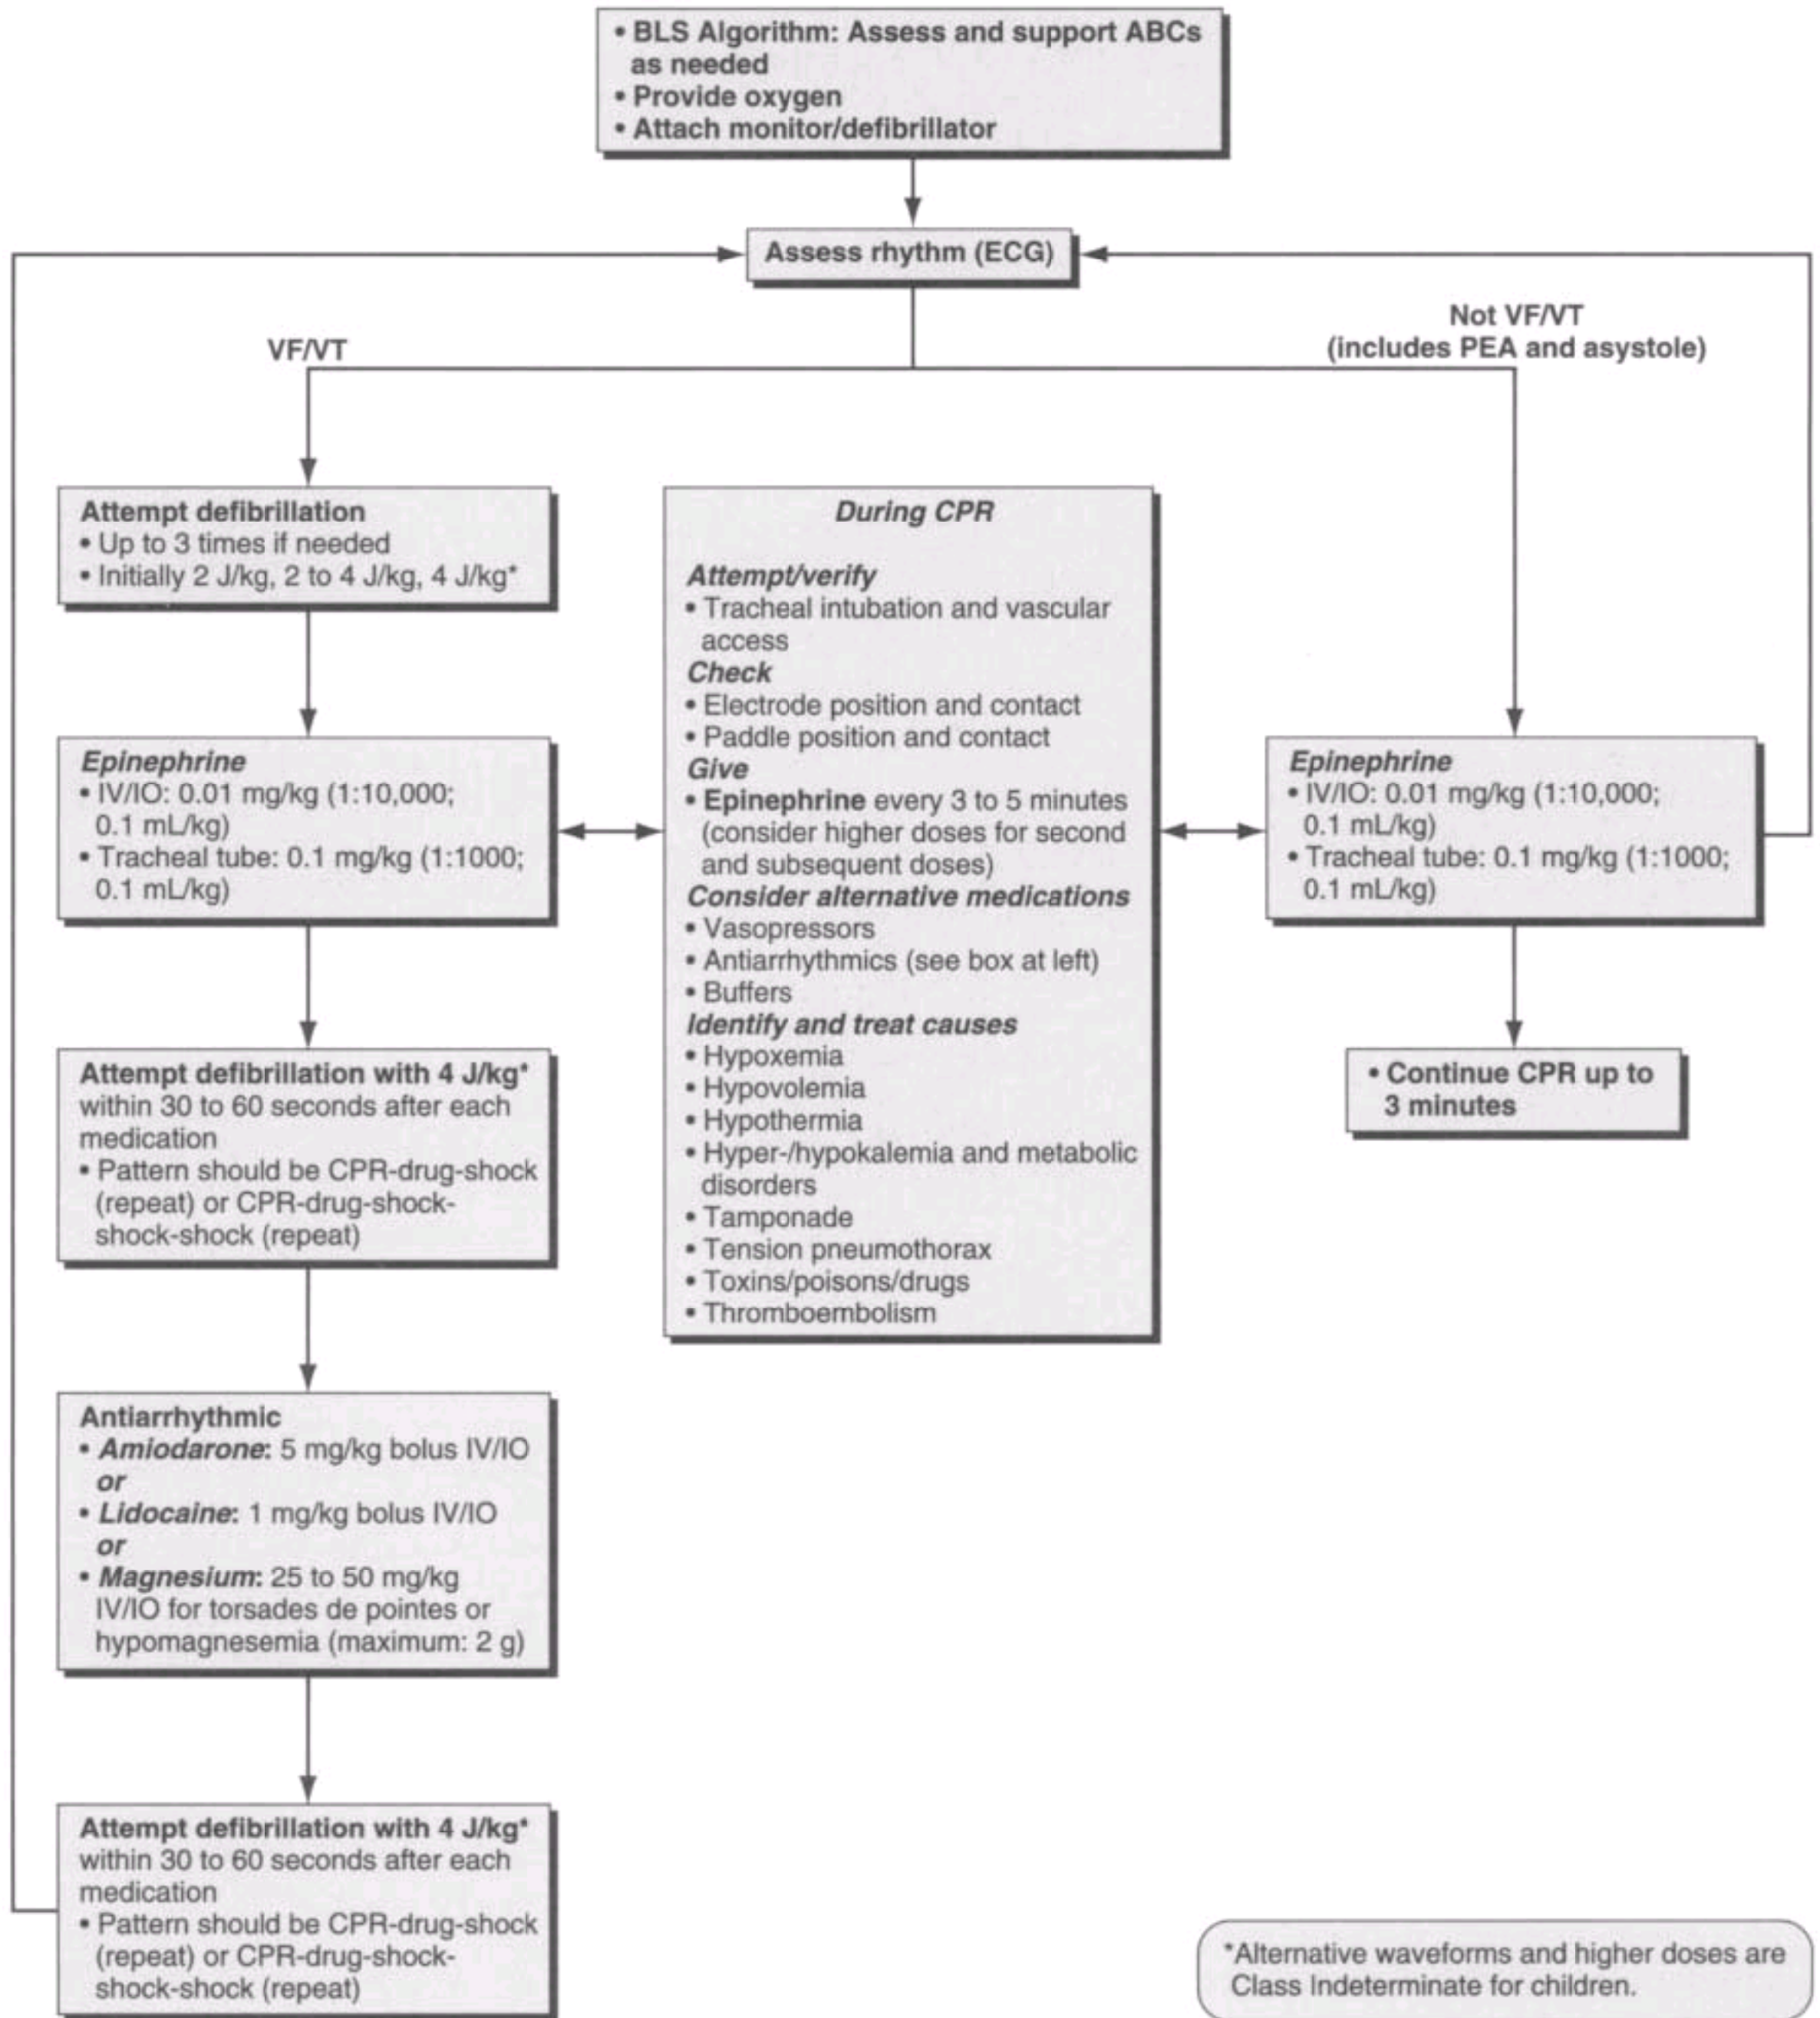 • BLS Algorithm: Assess and support ABCs
as needed
• Provide oxygen
• Attach monitor/defibrillator
Assess rhythm (ECG)
VF/VT
Not VF/VT
(includes PEA and asystole)
Attempt defibrillation
• Up to 3 times if needed
• Initially 2 J/kg, 2 to 4 J/kg, 4 J/kg*
Epinephrine
• IV/IO: 0.01 mg/kg (1:10,000;
0.1 mL/kg)
• Tracheal tube: 0.1 mg/kg (1:1000;
0.1 mL/kg)
Attempt defibrillation with 4 J/kg*
within 30 to 60 seconds after each
medication
• Pattern should be CPR-drug-shock
(repeat) or CPR-drug-shock-
shock-shock (repeat)
Antiarrhythmic
• Amiodarone: 5 mg/kg bolus IV/IO
or
• Lidocaine: 1 mg/kg bolus IV/IO
or
• Magnesium: 25 to 50 mg/kg
IV/IO for torsades de pointes or
hypomagnesemia (maximum: 2 g)
Attempt defibrillation with 4 J/kg*
within 30 to 60 seconds after each
medication
• Pattern should be CPR-drug-shock
(repeat) or CPR-drug-shock-
shock-shock (repeat)
During CPR
Attempt/verify
• Tracheal intubation and vascular
access
Check
• Electrode position and contact
• Paddle position and contact
Give
• Epinephrine every 3 to 5 minutes
(consider higher doses for second
and subsequent doses)
Consider alternative medications
• Vasopressors
• Antiarrhythmics (see box at left)
• Buffers
Identify and treat causes
• Hypoxemia
• Hypovolemia
• Hypothermia
• Hyper-/hypokalemia and metabolic
disorders
• Tamponade
• Tension pneumothorax
• Toxins/poisons/drugs
• Thromboembolism
Epinephrine
• IV/IO: 0.01 mg/kg (1:10,000;
0.1 mL/kg)
• Tracheal tube: 0.1 mg/kg (1:1000;
0.1 mL/kg)
• Continue CPR up to
3 minutes
*Alternative waveforms and higher doses are
Class Indeterminate for children.